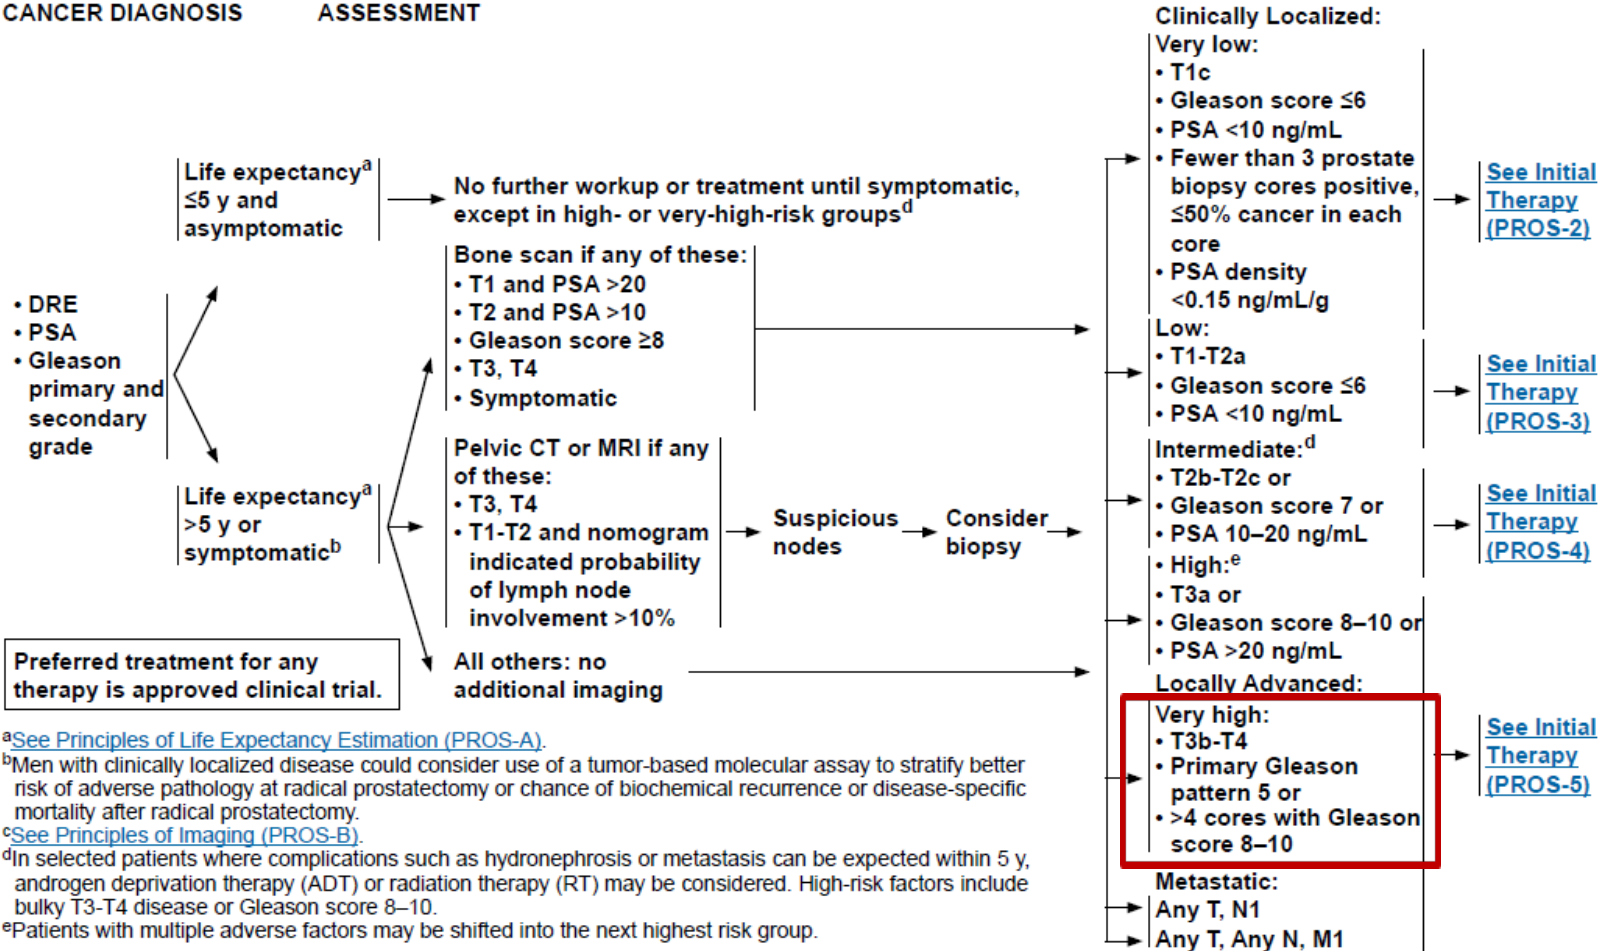 CANCER DIAGNOSIS
ASSESSMENT
• DRE
• PSA
• Gleason
primary and
secondary
grade
Life expectancyᵃ
≤5 y and
asymptomatic
No further workup or treatment until symptomatic,
except in high- or very-high-risk groupsᵈ
Life expectancyᵃ
>5 y or
symptomaticᵇ
Bone scan if any of these:
• T1 and PSA >20
• T2 and PSA >10
• Gleason score ≥8
• T3, T4
• Symptomatic
Pelvic CT or MRI if any
of these:
• T3, T4
• T1-T2 and nomogram
indicated probability
of lymph node
involvement >10%
Suspicious
nodes
Consider
biopsy
All others: no
additional imaging
Clinically Localized:
Very low:
• T1c
• Gleason score ≤6
• PSA <10 ng/mL
• Fewer than 3 prostate
biopsy cores positive,
≤50% cancer in each
core
• PSA density
<0.15 ng/mL/g
See Initial
Therapy
(PROS-2)
Low:
• T1-T2a
• Gleason score ≤6
• PSA <10 ng/mL
See Initial
Therapy
(PROS-3)
Intermediate:ᵈ
• T2b-T2c or
• Gleason score 7 or
• PSA 10–20 ng/mL
See Initial
Therapy
(PROS-4)
• High:ᵉ
• T3a or
• Gleason score 8–10 or
• PSA >20 ng/mL
Locally Advanced:
Very high:
• T3b-T4
• Primary Gleason
pattern 5 or
• >4 cores with Gleason
score 8–10
See Initial
Therapy
(PROS-5)
Metastatic:
Any T, N1
Any T, Any N, M1
Preferred treatment for any
therapy is approved clinical trial.
ᵃSee Principles of Life Expectancy Estimation (PROS-A).
ᵇMen with clinically localized disease could consider use of a tumor-based molecular assay to stratify better
risk of adverse pathology at radical prostatectomy or chance of biochemical recurrence or disease-specific
mortality after radical prostatectomy.
ᶜSee Principles of Imaging (PROS-B).
ᵈIn selected patients where complications such as hydronephrosis or metastasis can be expected within 5 y,
androgen deprivation therapy (ADT) or radiation therapy (RT) may be considered. High-risk factors include
bulky T3-T4 disease or Gleason score 8–10.
ᵉPatients with multiple adverse factors may be shifted into the next highest risk group.